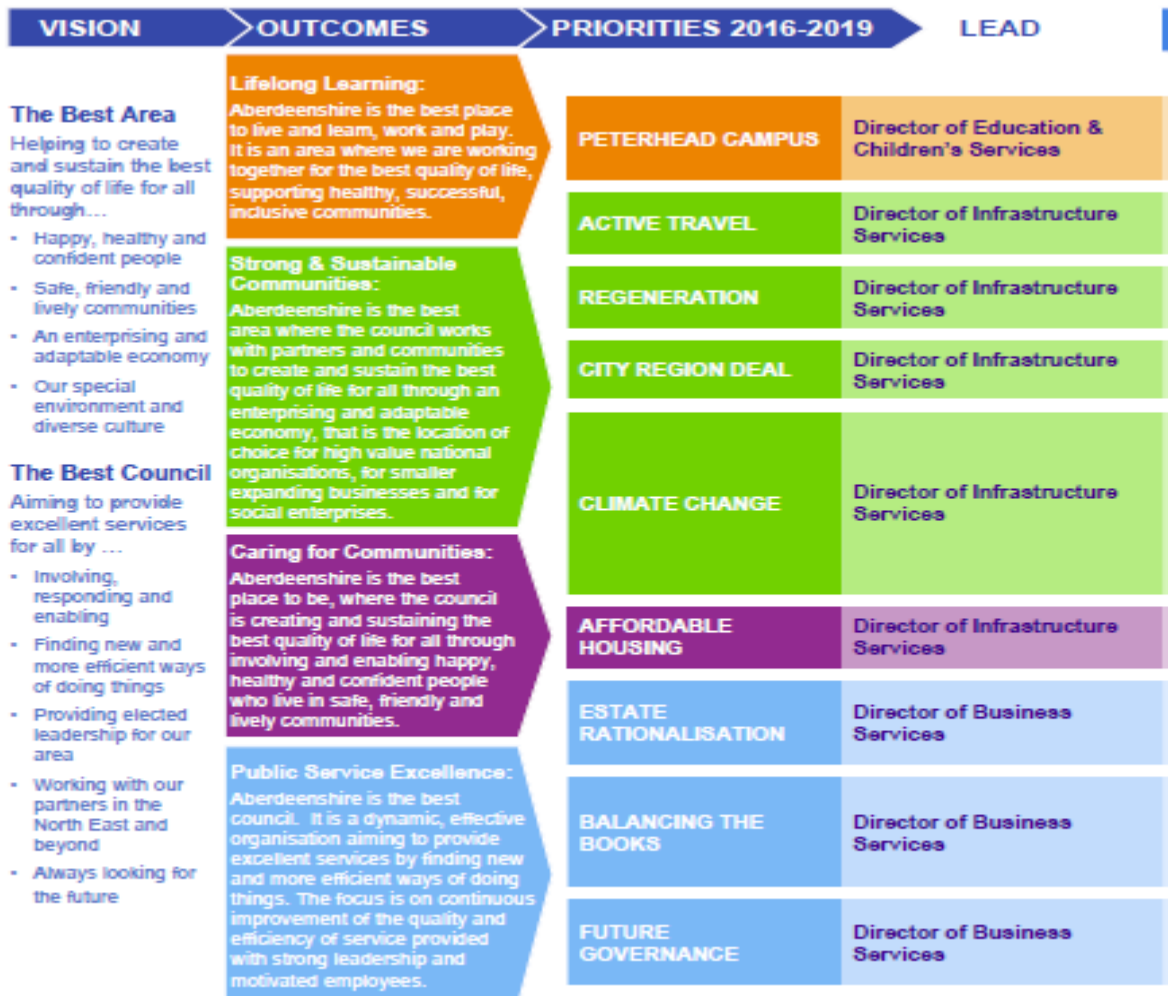 VISION
OUTCOMES
PRIORITIES 2016-2019
LEAD
The Best Area
Helping to create
and sustain the best
quality of life for all
through…
- Happy, healthy and
confident people
- Safe, friendly and
lively communities
- An enterprising and
adaptable economy
- Our special
environment and
diverse culture
The Best Council
Aiming to provide
excellent services
for all by …
- Involving,
responding and
enabling
- Finding new and
more efficient ways
of doing things
- Providing elected
leadership for our
area
- Working with our
partners in the
North East and
beyond
- Always looking for
the future
Lifelong Learning:
Aberdeenshire is the best place
to live and learn, work and play.
It is an area where we are working
together for the best quality of life,
supporting healthy, successful,
inclusive communities.
Strong & Sustainable
Communities:
Aberdeenshire is the best
area where the council works
with partners and communities
to create and sustain the best
quality of life for all through an
enterprising and adaptable
economy, that is the location of
choice for high value national
organisations, for smaller
expanding businesses and for
social enterprises.
Caring for Communities:
Aberdeenshire is the best
place to be, where the council
is creating and sustaining the
best quality of life for all through
involving and enabling happy,
healthy and confident people
who live in safe, friendly and
lively communities.
Public Service Excellence:
Aberdeenshire is the best
council. It is a dynamic, effective
organisation aiming to provide
excellent services by finding new
and more efficient ways of doing
things. The focus is on continuous
improvement of the quality and
efficiency of service provided
with strong leadership and
motivated employees.
PETERHEAD CAMPUS
Director of Education &
Children's Services
ACTIVE TRAVEL
Director of Infrastructure
Services
REGENERATION
Director of Infrastructure
Services
CITY REGION DEAL
Director of Infrastructure
Services
CLIMATE CHANGE
Director of Infrastructure
Services
AFFORDABLE
HOUSING
Director of Infrastructure
Services
ESTATE
RATIONALISATION
Director of Business
Services
BALANCING THE
BOOKS
Director of Business
Services
FUTURE
GOVERNANCE
Director of Business
Services